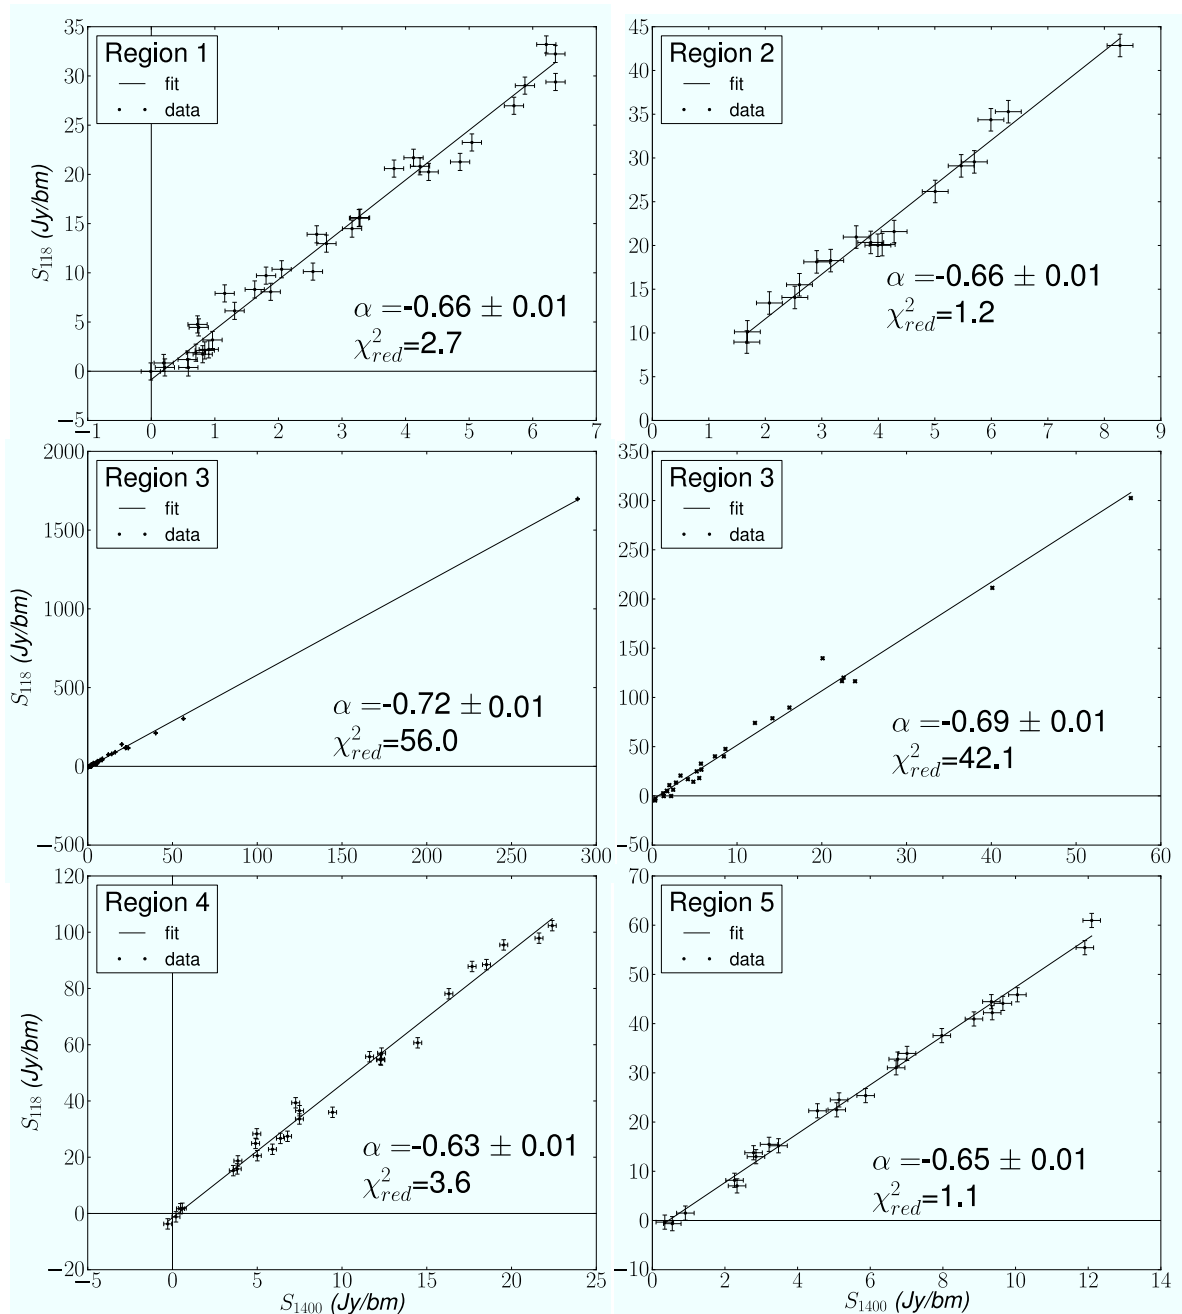 Region 1
fit
data
α=-0.66 ± 0.01
χ²red=2.7
S118 (Jy/bm)
35
30
25
20
15
10
5
0
−5
−1 0 1 2 3 4 5 6 7
Region 2
fit
data
α=-0.66 ± 0.01
χ²red=1.2
45
40
35
30
25
20
15
10
5
0
0 1 2 3 4 5 6 7 8 9
Region 3
fit
data
α=-0.72 ± 0.01
χ²red=56.0
S118 (Jy/bm)
2000
1500
1000
500
0
−500
0 50 100 150 200 250 300
Region 3
fit
data
α=-0.69 ± 0.01
χ²red=42.1
350
300
250
200
150
100
50
0
−50
0 10 20 30 40 50 60
Region 4
fit
data
α=-0.63 ± 0.01
χ²red=3.6
S118 (Jy/bm)
120
100
80
60
40
20
0
−20
−5 0 5 10 15 20 25
S1400 (Jy/bm)
Region 5
fit
data
α=-0.65 ± 0.01
χ²red=1.1
70
60
50
40
30
20
10
0
−10
0 2 4 6 8 10 12 14
S1400 (Jy/bm)